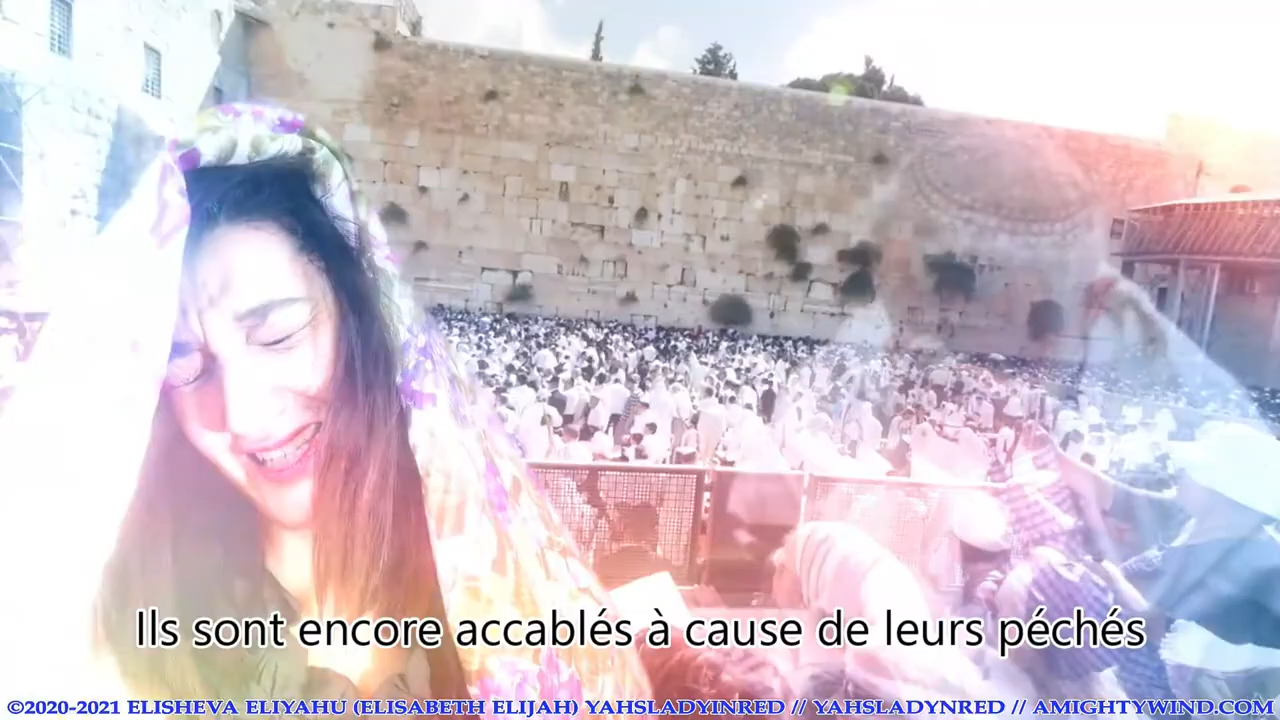 Ils sont encore accablés à cause de leurs péchés
©2020-2021 ELISHEVA ELIYAHU (ELISABETH ELIJAH) YAHSLADYINRED // YAHSLADYNRED // AMIGHTYWIND.COM